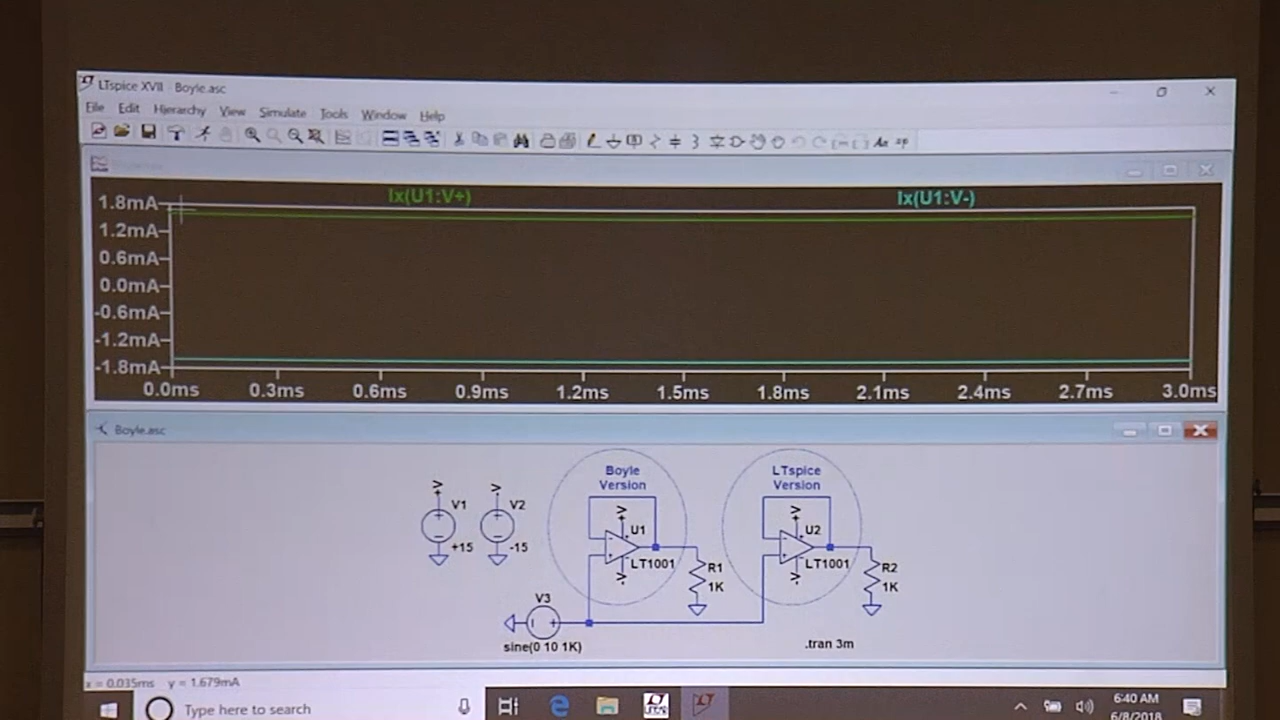 LTspice XVII Boyle.asc
File Edit Hierarchy View Simulate Tools Window Help
Ix(U1:V+) Ix(U1:V-)
1.8mA
1.2mA
0.6mA
0.0mA
-0.6mA
-1.2mA
-1.8mA
0.0ms 0.3ms 0.6ms 0.9ms 1.2ms 1.5ms 1.8ms 2.1ms 2.4ms 2.7ms 3.0ms
Boyle.asc
Boyle
Version
LTspice
Version
V1
+15
V2
-15
U1
LT1001
R1
1K
U2
LT1001
R2
1K
V3
sine(0 10 1K)
.tran 3m
x = 0.035ms y = 1.679mA
Type here to search
6:40 AM
6/8/2018